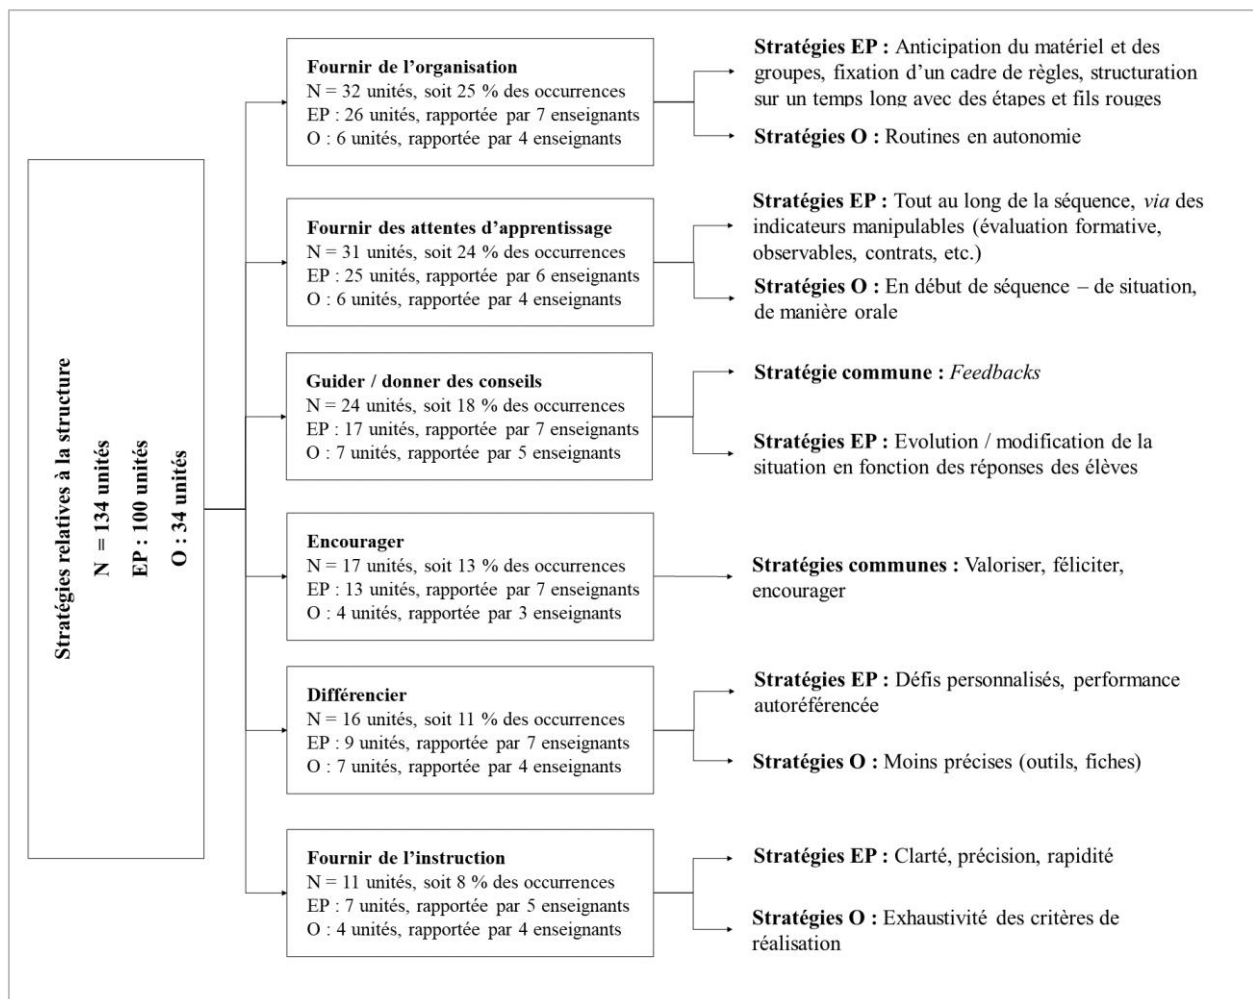 Stratégies relatives à la structure
N = 134 unités
EP : 100 unités
O : 34 unités
Fournir de l’organisation
N = 32 unités, soit 25 % des occurrences
EP : 26 unités, rapportée par 7 enseignants
O : 6 unités, rapportée par 4 enseignants
Stratégies EP : Anticipation du matériel et des
groupes, fixation d’un cadre de règles, structuration
sur un temps long avec des étapes et fils rouges
Stratégies O : Routines en autonomie
Fournir des attentes d’apprentissage
N = 31 unités, soit 24 % des occurrences
EP : 25 unités, rapportée par 6 enseignants
O : 6 unités, rapportée par 4 enseignants
Stratégies EP : Tout au long de la séquence, via des
indicateurs manipulables (évaluation formative,
observables, contrats, etc.)
Stratégies O : En début de séquence – de situation,
de manière orale
Guider / donner des conseils
N = 24 unités, soit 18 % des occurrences
EP : 17 unités, rapportée par 7 enseignants
O : 7 unités, rapportée par 5 enseignants
Stratégie commune : Feedbacks
Stratégies EP : Evolution / modification de la
situation en fonction des réponses des élèves
Encourager
N = 17 unités, soit 13 % des occurrences
EP : 13 unités, rapportée par 7 enseignants
O : 4 unités, rapportée par 3 enseignants
Stratégies communes : Valoriser, féliciter,
encourager
Différencier
N = 16 unités, soit 11 % des occurrences
EP : 9 unités, rapportée par 7 enseignants
O : 7 unités, rapportée par 4 enseignants
Stratégies EP : Défis personnalisés, performance
autoréférencée
Stratégies O : Moins précises (outils, fiches)
Fournir de l’instruction
N = 11 unités, soit 8 % des occurrences
EP : 7 unités, rapportée par 5 enseignants
O : 4 unités, rapportée par 4 enseignants
Stratégies EP : Clarté, précision, rapidité
Stratégies O : Exhaustivité des critères de
réalisation